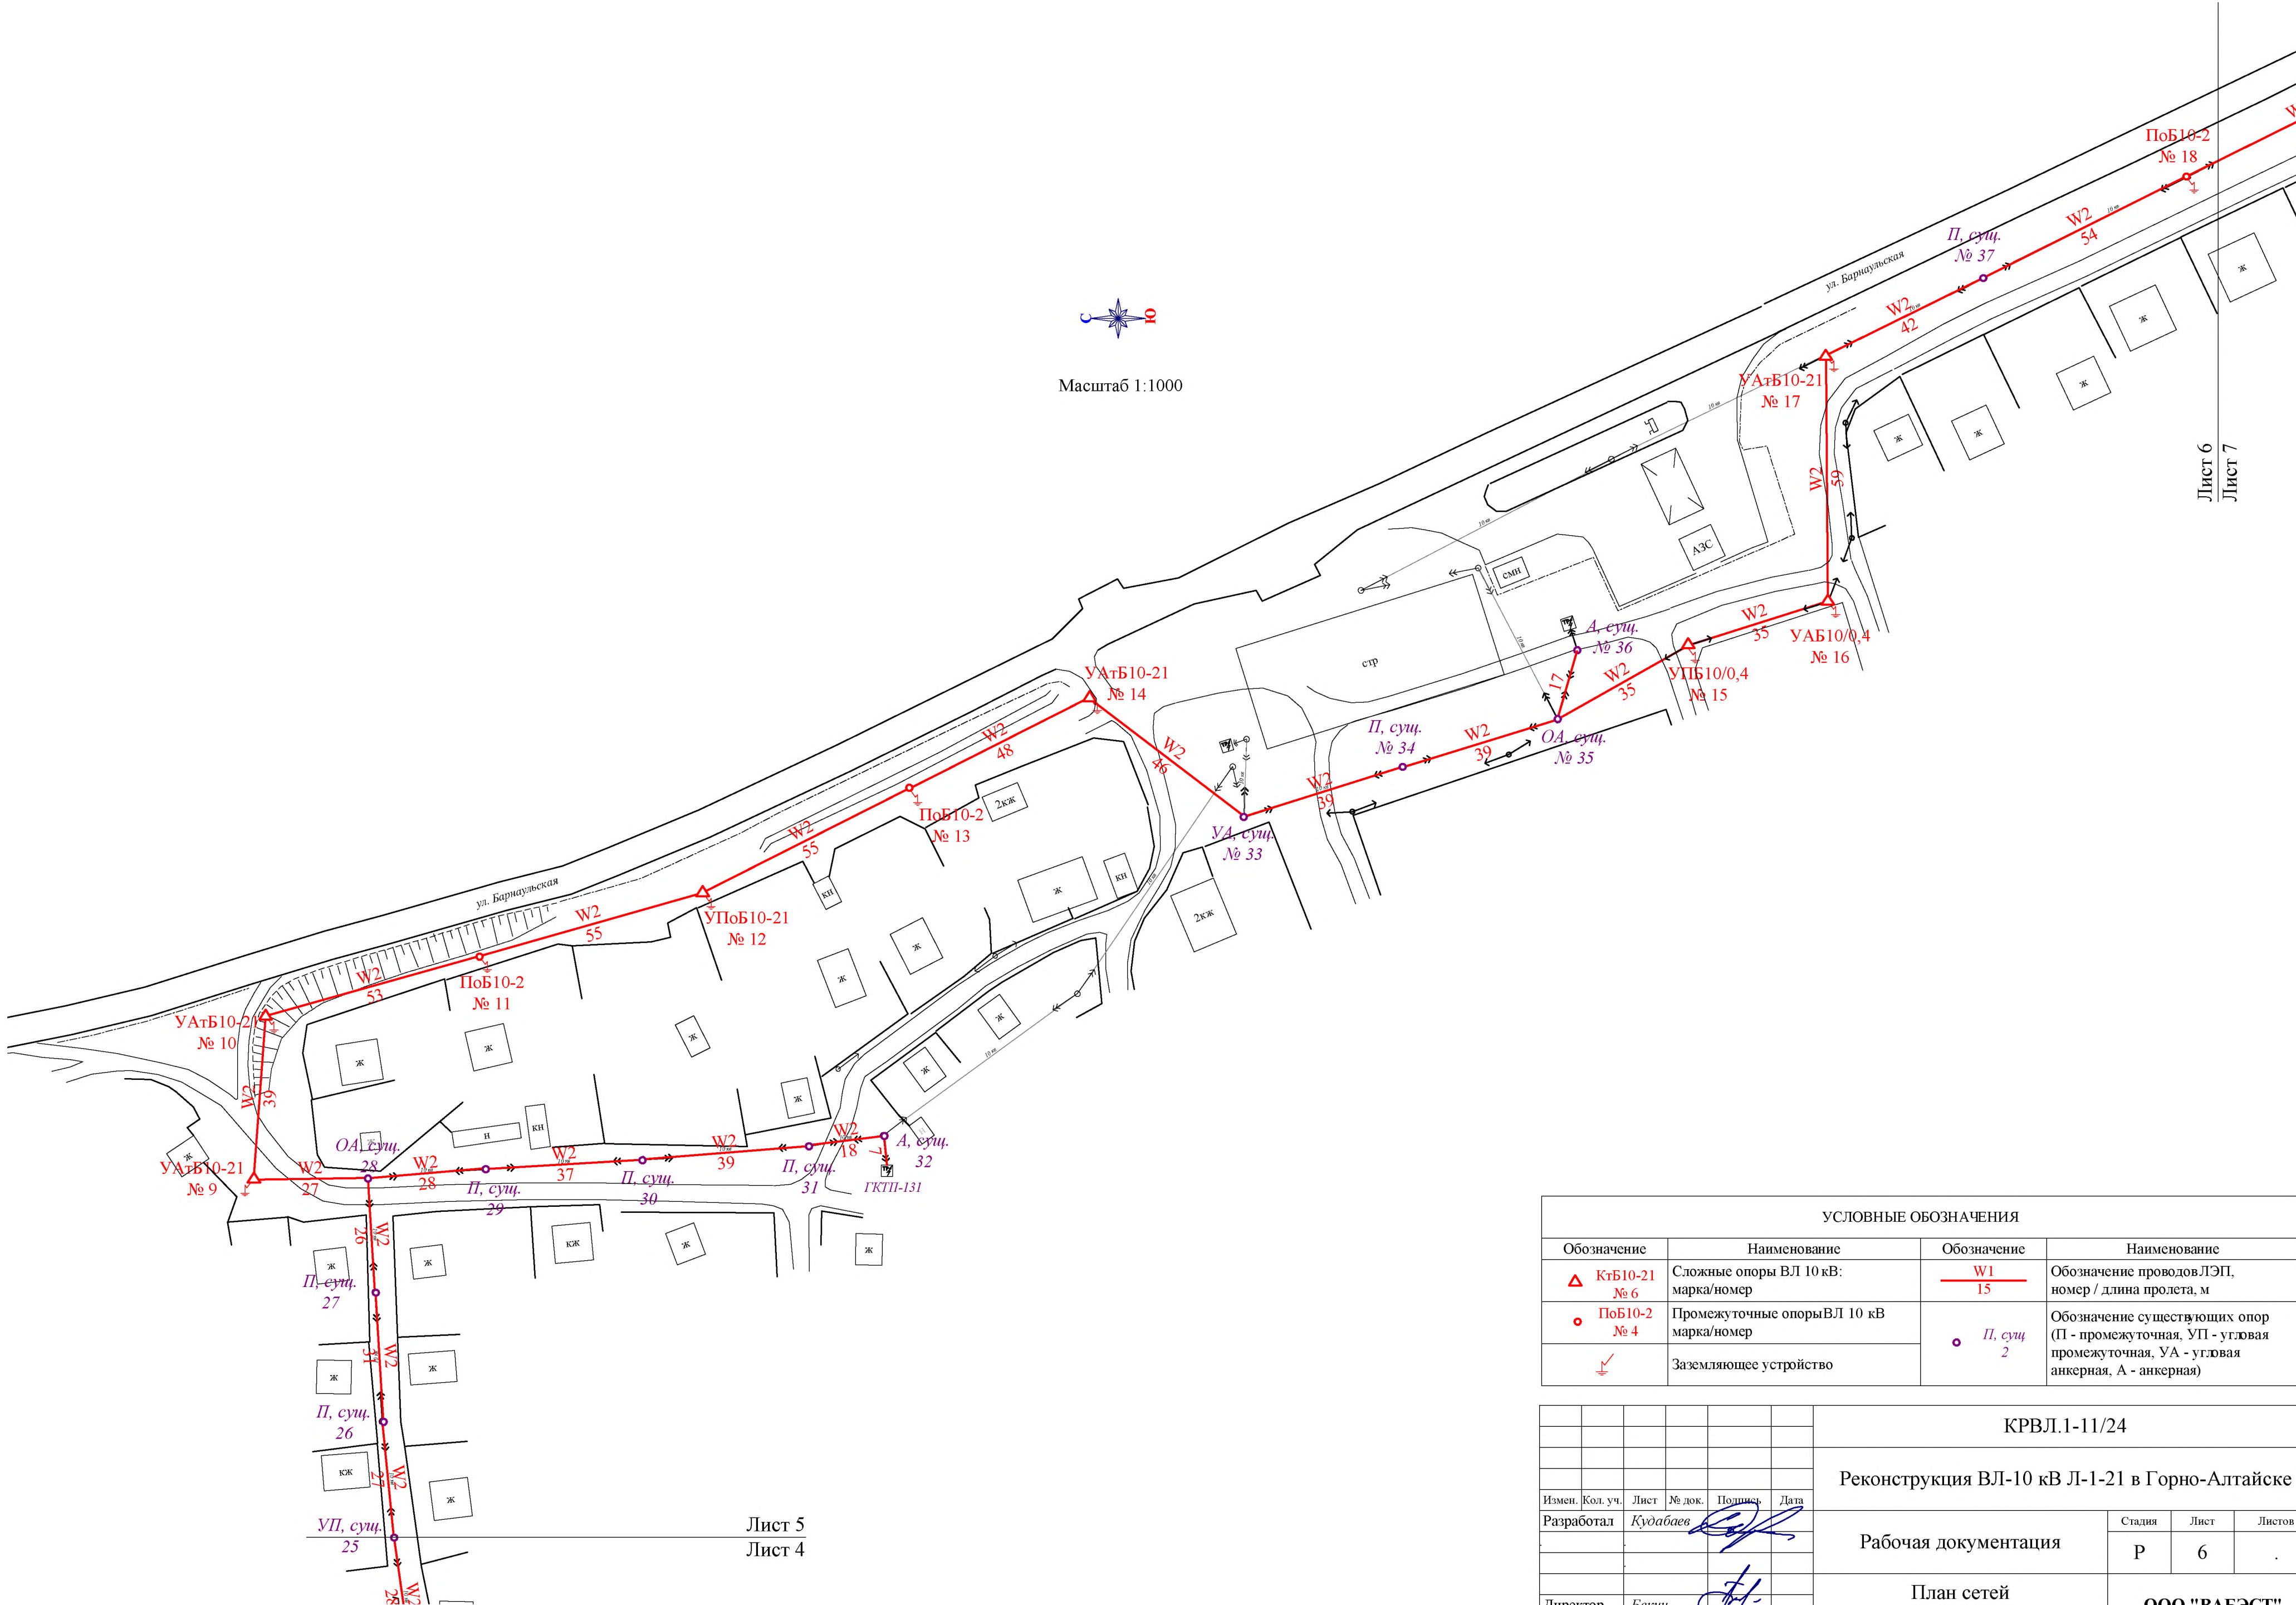 ПоБ10-2
№ 18
W2
54
П, сущ.
№ 37
ул. Барнаульская
W2
42
УАтБ10-21
№ 17
С
Ю
Масштаб 1:1000
Лист 6
Лист 7
W2
59
10 кв
10 кв
АЗС
смн
стр
А, сущ.
№ 36
17
W2
35
УАБ10/0,4
№ 16
УПБ10/0,4
№ 15
W2
35
ОА, сущ.
№ 35
W2
39
П, сущ.
№ 34
W2
39
УА, сущ.
№ 33
УАтБ10-21
№ 14
W2
46
W2
48
ПоБ10-2
№ 13
2кж
W2
55
кн
ж
кн
2кж
УПоБ10-21
№ 12
ул. Барнаульская
W2
55
ж
ж
W2
53
ПоБ10-2
№ 11
УАтБ10-21
№ 10
ж
ж
ж
ж
ж
10 кв
W2
39
ж
н
кн
ж
ОА, сущ.
28
УАтБ10-21
№ 9
W2
27
W2
28
П, сущ.
29
W2
37
П, сущ.
30
W2
39
П, сущ.
31
W2
18
А, сущ.
32
7
ГКТП-131
W2
26
ж
ж
кж
ж
ж
П, сущ.
27
W2
31
ж
ж
П, сущ.
26
W2
27
кж
ж
УП, сущ.
25
Лист 5
Лист 4
W2
28
УСЛОВНЫЕ ОБОЗНАЧЕНИЯ
Обозначение Наименование Обозначение Наименование
КтБ10-21
№ 6
Сложные опоры ВЛ 10 кВ:
марка/номер
W1
15
Обозначение проводов ЛЭП,
номер / длина пролета, м
ПоБ10-2
№ 4
Промежуточные опоры ВЛ 10 кВ
марка/номер
П, сущ
2
Обозначение существующих опор
(П - промежуточная, УП - угловая
промежуточная, УА - угловая
анкерная, А - анкерная)
Заземляющее устройство
КРВЛ.1-11/24
Реконструкция ВЛ-10 кВ Л-1-21 в Горно-Алтайске
Измен. Кол. уч. Лист № док. Подпись Дата
Разработал Кудабаев
Рабочая документация
Стадия Лист Листов
Р 6 .
План сетей